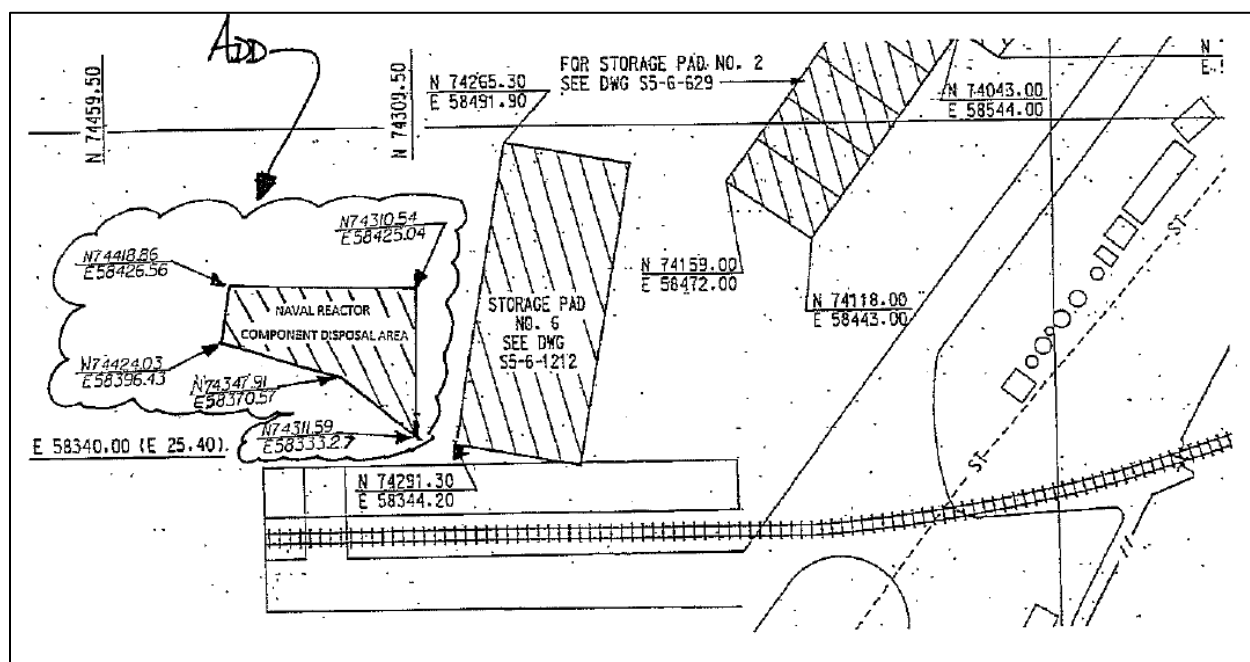 ADD
N 74459.50
N 74309.50
N 74265.30
E 58491.90
FOR STORAGE PAD NO. 2
SEE DWG S5-6-629
N 74043.00
E 58544.00
N
E
N74310.54
E58425.04
N74418.86
E58426.56
NAVAL REACTOR
COMPONENT DISPOSAL AREA
STORAGE PAD
NO. 6
SEE DWG
S5-6-1212
N 74159.00
E 58472.00
N 74118.00
E 58443.00
N74424.03
E58396.43
N74347.91
E58370.57
N74311.59
E58333.27
E 58340.00 (E 25.40)
N 74291.30
E 58344.20
ST
ST